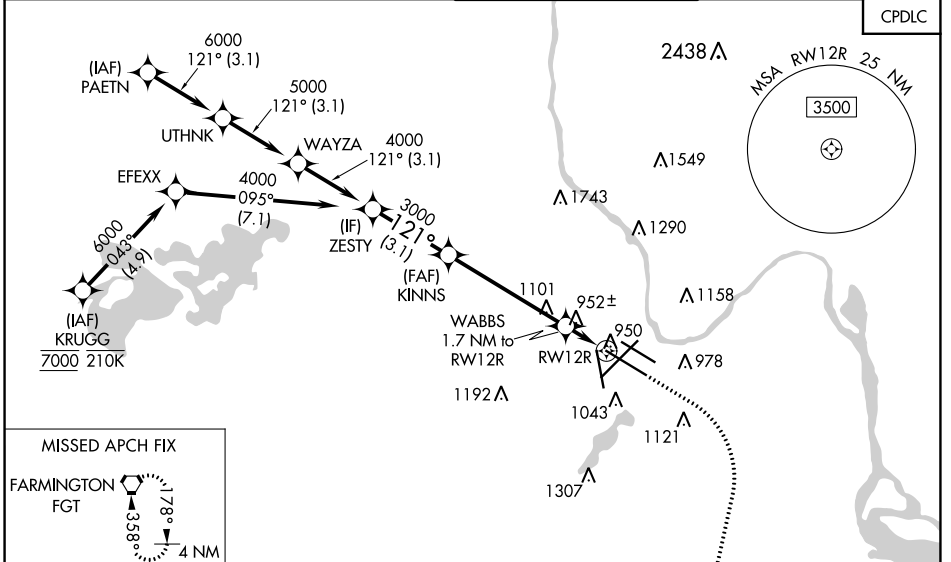 CPDLC
6000
121° (3.1)
(IAF)
PAETN
5000
121° (3.1)
UTHNK
WAYZA
4000
121° (3.1)
EFEXX
4000
095°
(7.1)
(IF)
ZESTY
3000
121°
(3.1)
(FAF)
KINNS
6000
043°
(4.9)
(IAF)
KRUGG
7000 210K
2438
MSA RW12R 25 NM
3500
1549
1743
1290
1158
1101
952±
950
WABBS
1.7 NM to
RW12R
RW12R
978
1192
1043
1121
1307
MISSED APCH FIX
FARMINGTON
FGT
178°
358°
4 NM